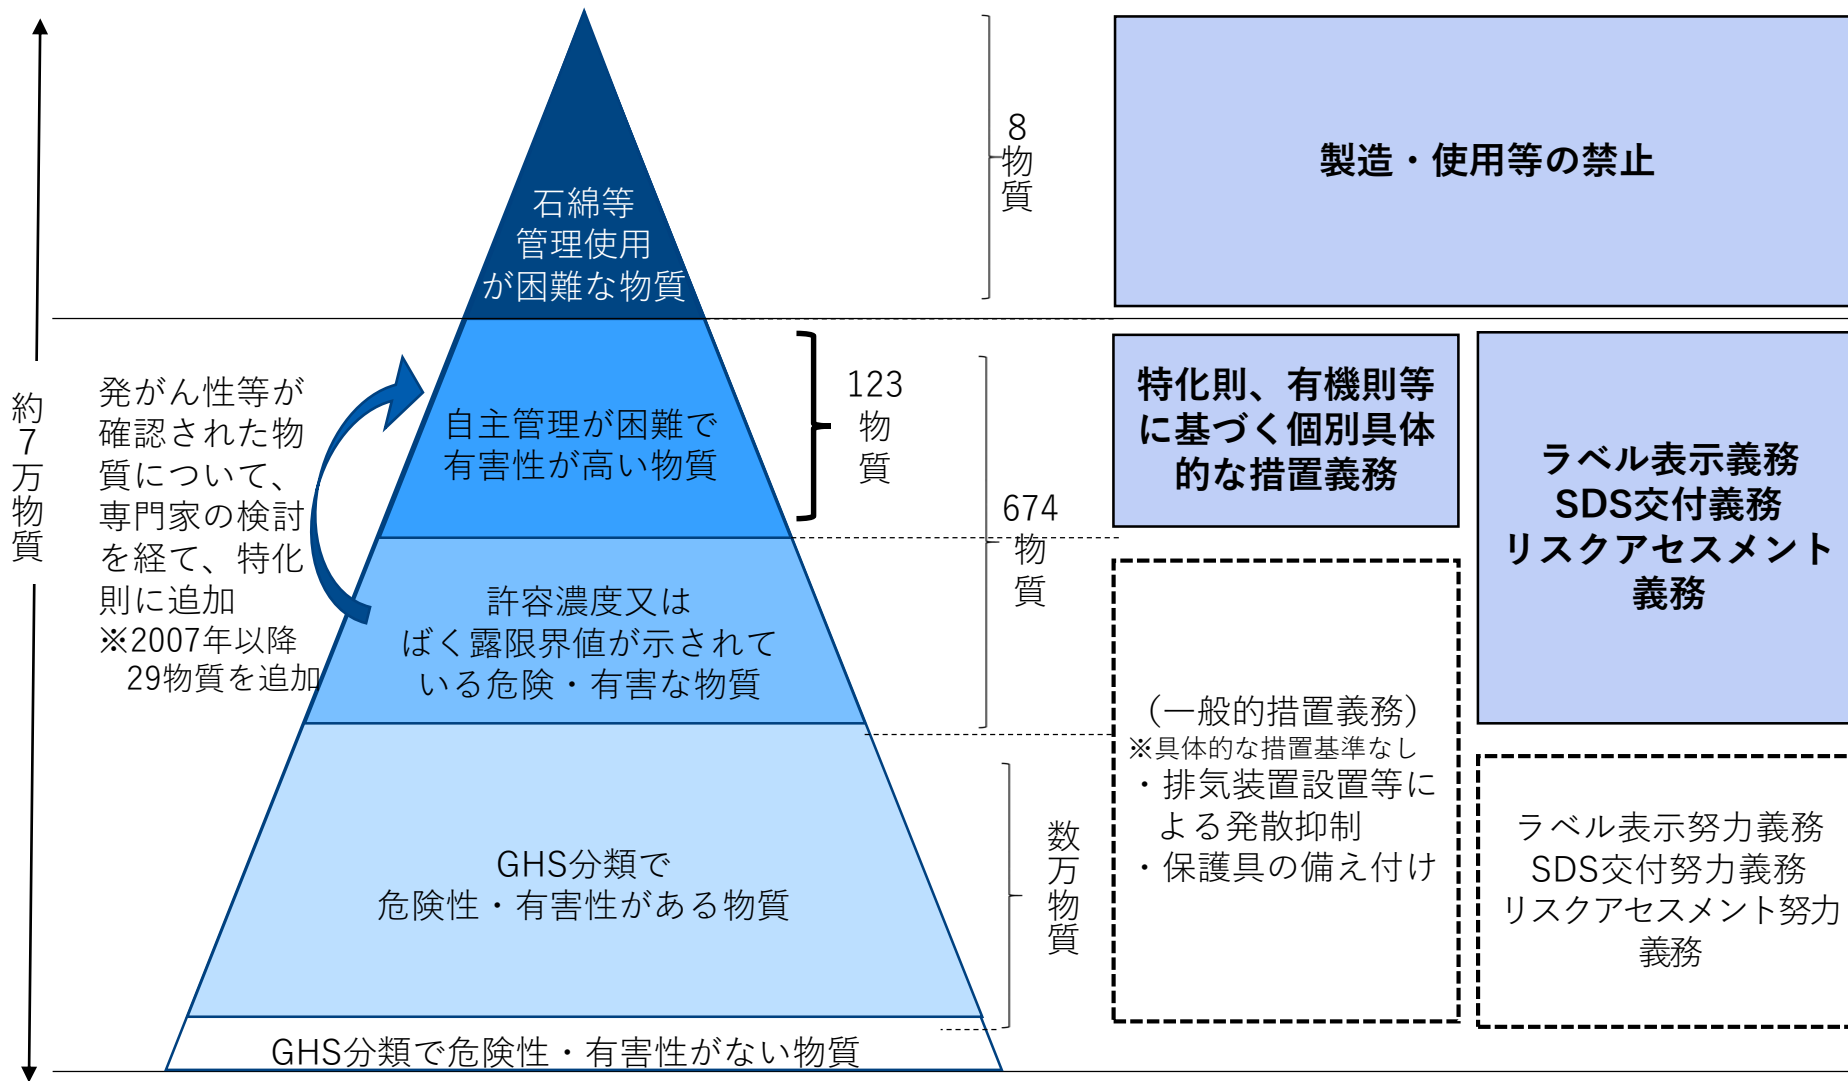 約７万物質
発がん性等が
確認された物
質について、
専門家の検討
を経て、特化
則に追加
※2007年以降
29物質を追加
石綿等
管理使用
が困難な物質
自主管理が困難で
有害性が高い物質
許容濃度又は
ばく露限界値が示されて
いる危険・有害な物質
GHS分類で
危険性・有害性がある物質
GHS分類で危険性・有害性がない物質
8
物質
123
物質
674
物質
数万物質
製造・使用等の禁止
特化則、有機則等
に基づく個別具体
的な措置義務
（一般的措置義務）
※具体的な措置基準なし
・排気装置設置等に
よる発散抑制
・保護具の備え付け
ラベル表示義務
SDS交付義務
リスクアセスメント
義務
ラベル表示努力義務
SDS交付努力義務
リスクアセスメント努力
義務